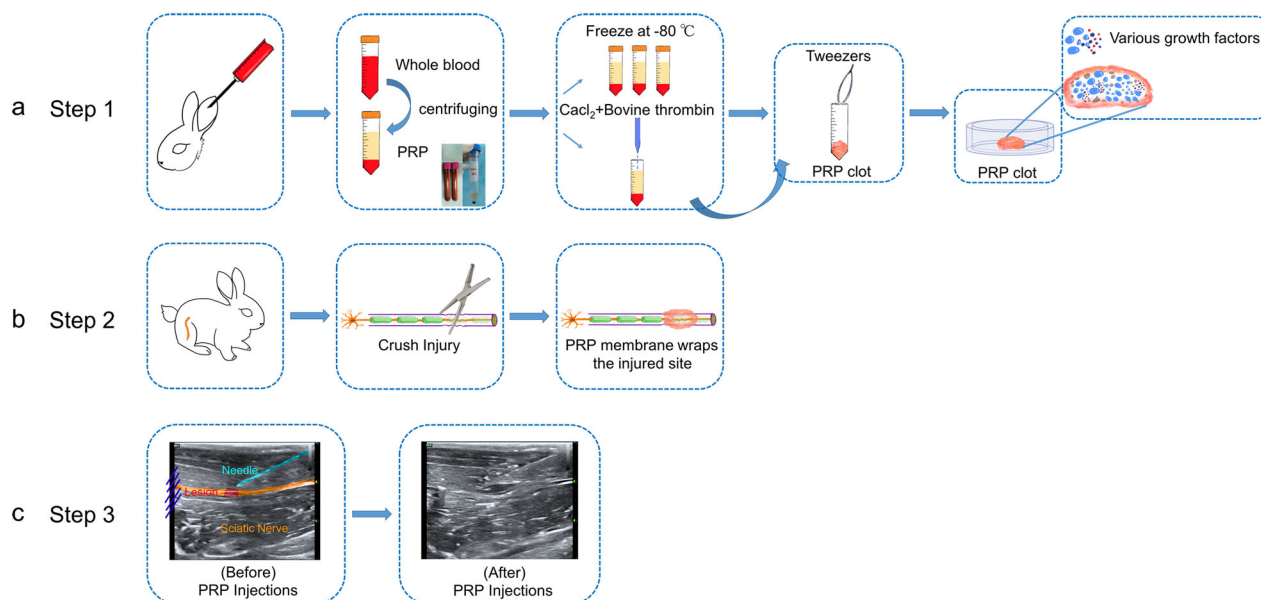 a Step 1
Whole blood
centrifuging
PRP
Freeze at -80 ℃
Cacl₂+Bovine thrombin
Tweezers
PRP clot
PRP clot
Various growth factors
b Step 2
Crush Injury
PRP membrane wraps
the injured site
c Step 3
Needle
Lesion
Sciatic Nerve
(Before)
PRP Injections
(After)
PRP Injections